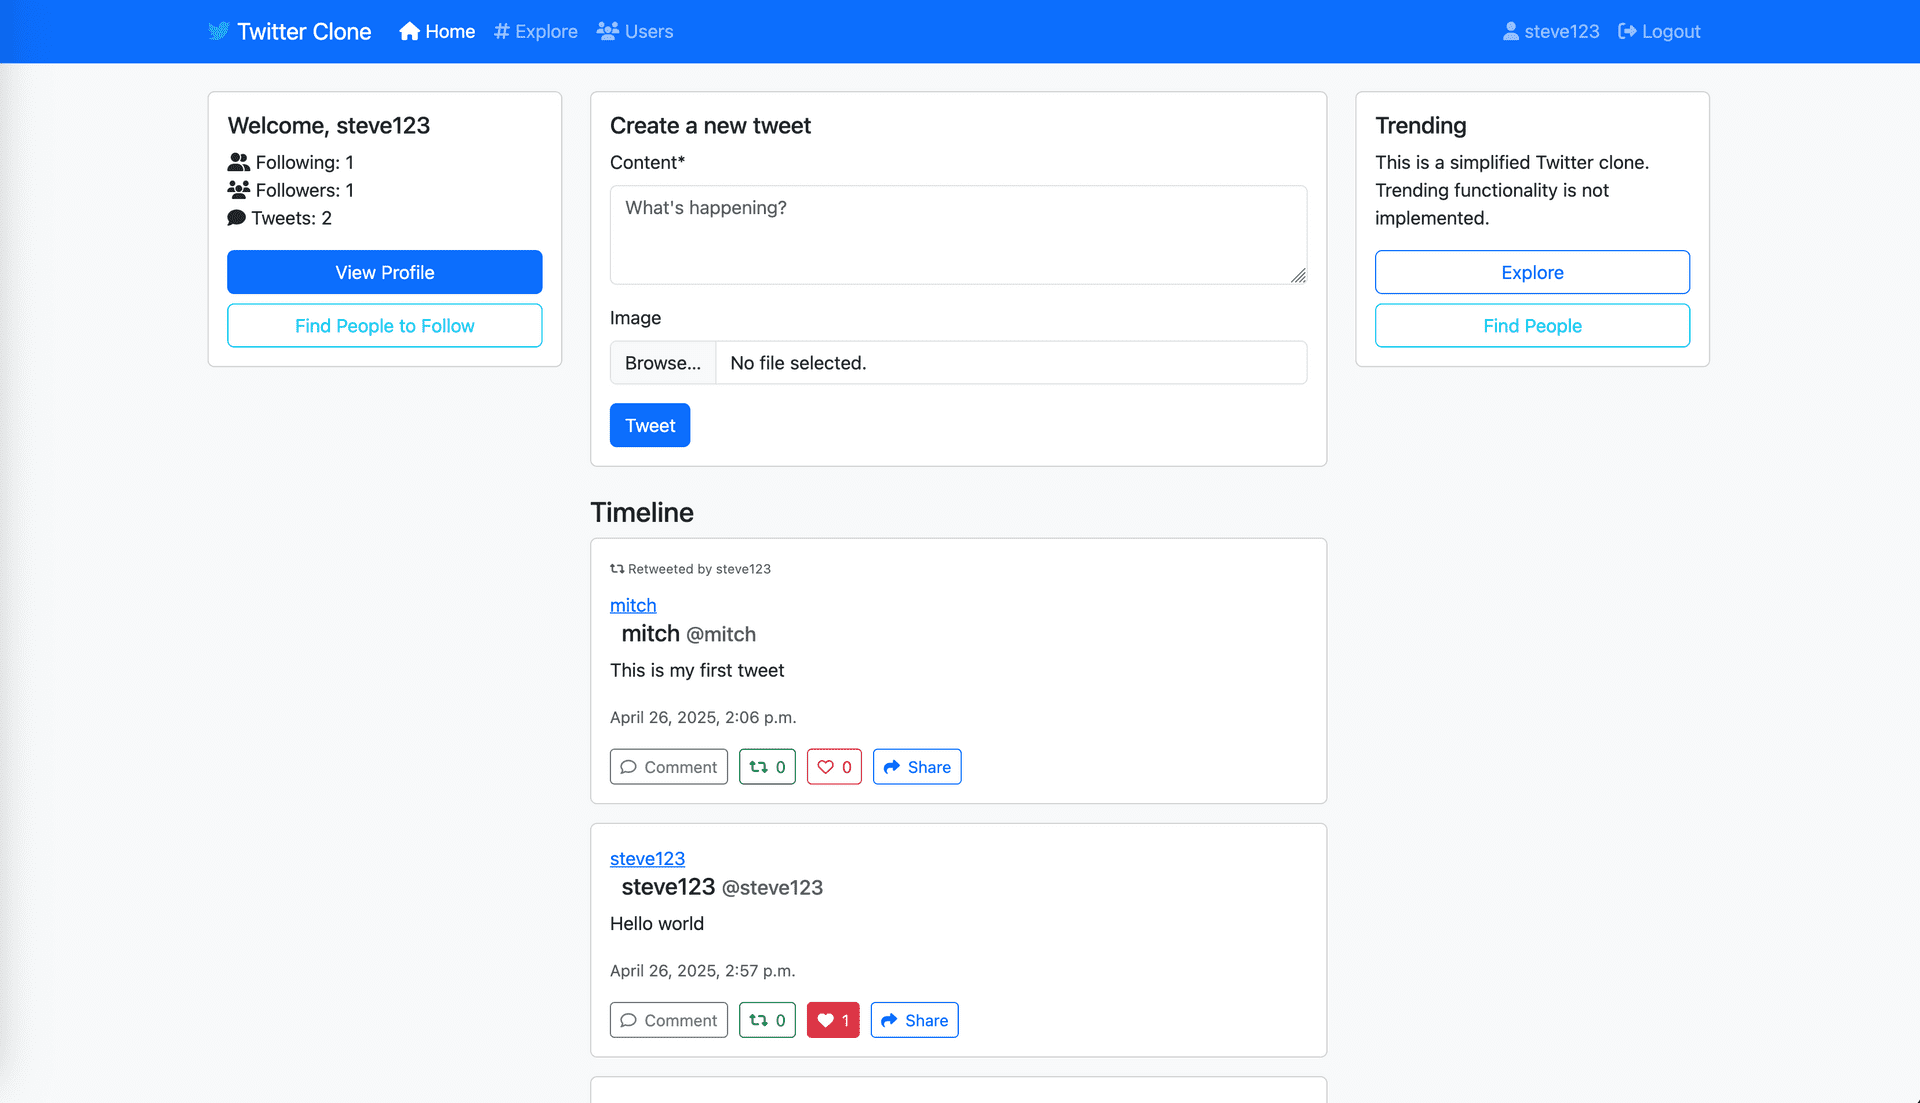 Twitter Clone Home Explore Users steve123 Logout
Welcome, steve123
Following: 1
Followers: 1
Tweets: 2
View Profile
Find People to Follow
Create a new tweet
Content*
What's happening?
Image
Browse... No file selected.
Tweet
Timeline
Retweeted by steve123
mitch
mitch @mitch
This is my first tweet
April 26, 2025, 2:06 p.m.
Comment 0 0 Share
steve123
steve123 @steve123
Hello world
April 26, 2025, 2:57 p.m.
Comment 0 1 Share
Trending
This is a simplified Twitter clone.
Trending functionality is not
implemented.
Explore
Find People